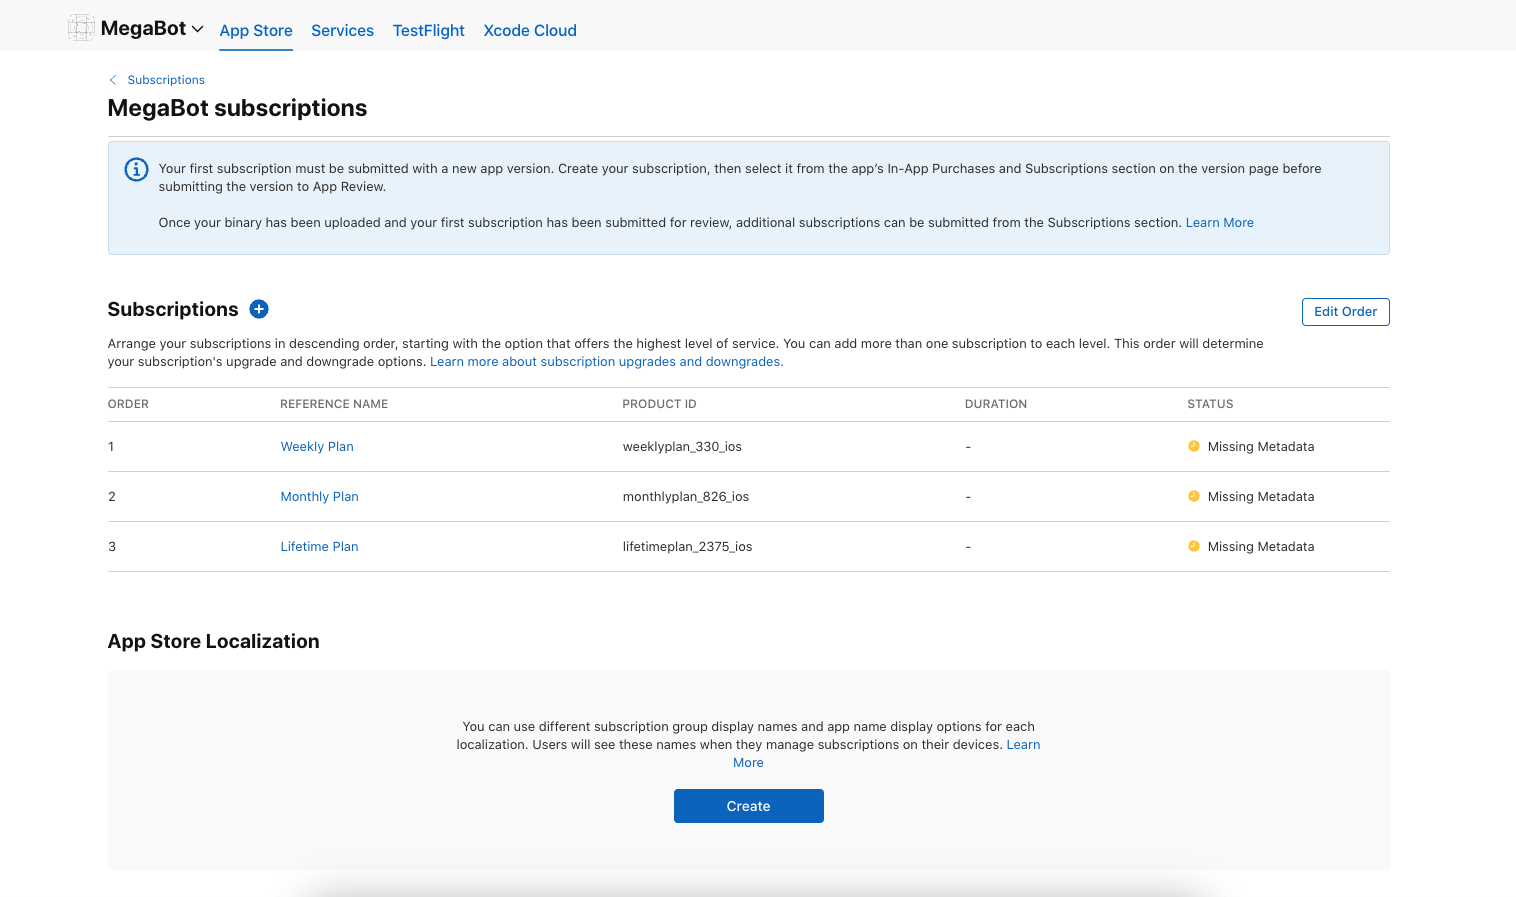 MegaBot
App Store
Services
TestFlight
Xcode Cloud
Subscriptions
MegaBot subscriptions
Your first subscription must be submitted with a new app version. Create your subscription, then select it from the app’s In-App Purchases and Subscriptions section on the version page before
submitting the version to App Review.
Once your binary has been uploaded and your first subscription has been submitted for review, additional subscriptions can be submitted from the Subscriptions section. Learn More
Subscriptions
Edit Order
Arrange your subscriptions in descending order, starting with the option that offers the highest level of service. You can add more than one subscription to each level. This order will determine
your subscription's upgrade and downgrade options. Learn more about subscription upgrades and downgrades.
ORDER REFERENCE NAME PRODUCT ID DURATION STATUS
1 Weekly Plan weeklyplan_330_ios - Missing Metadata
2 Monthly Plan monthlyplan_826_ios - Missing Metadata
3 Lifetime Plan lifetimeplan_2375_ios - Missing Metadata
App Store Localization
You can use different subscription group display names and app name display options for each
localization. Users will see these names when they manage subscriptions on their devices. Learn
More
Create